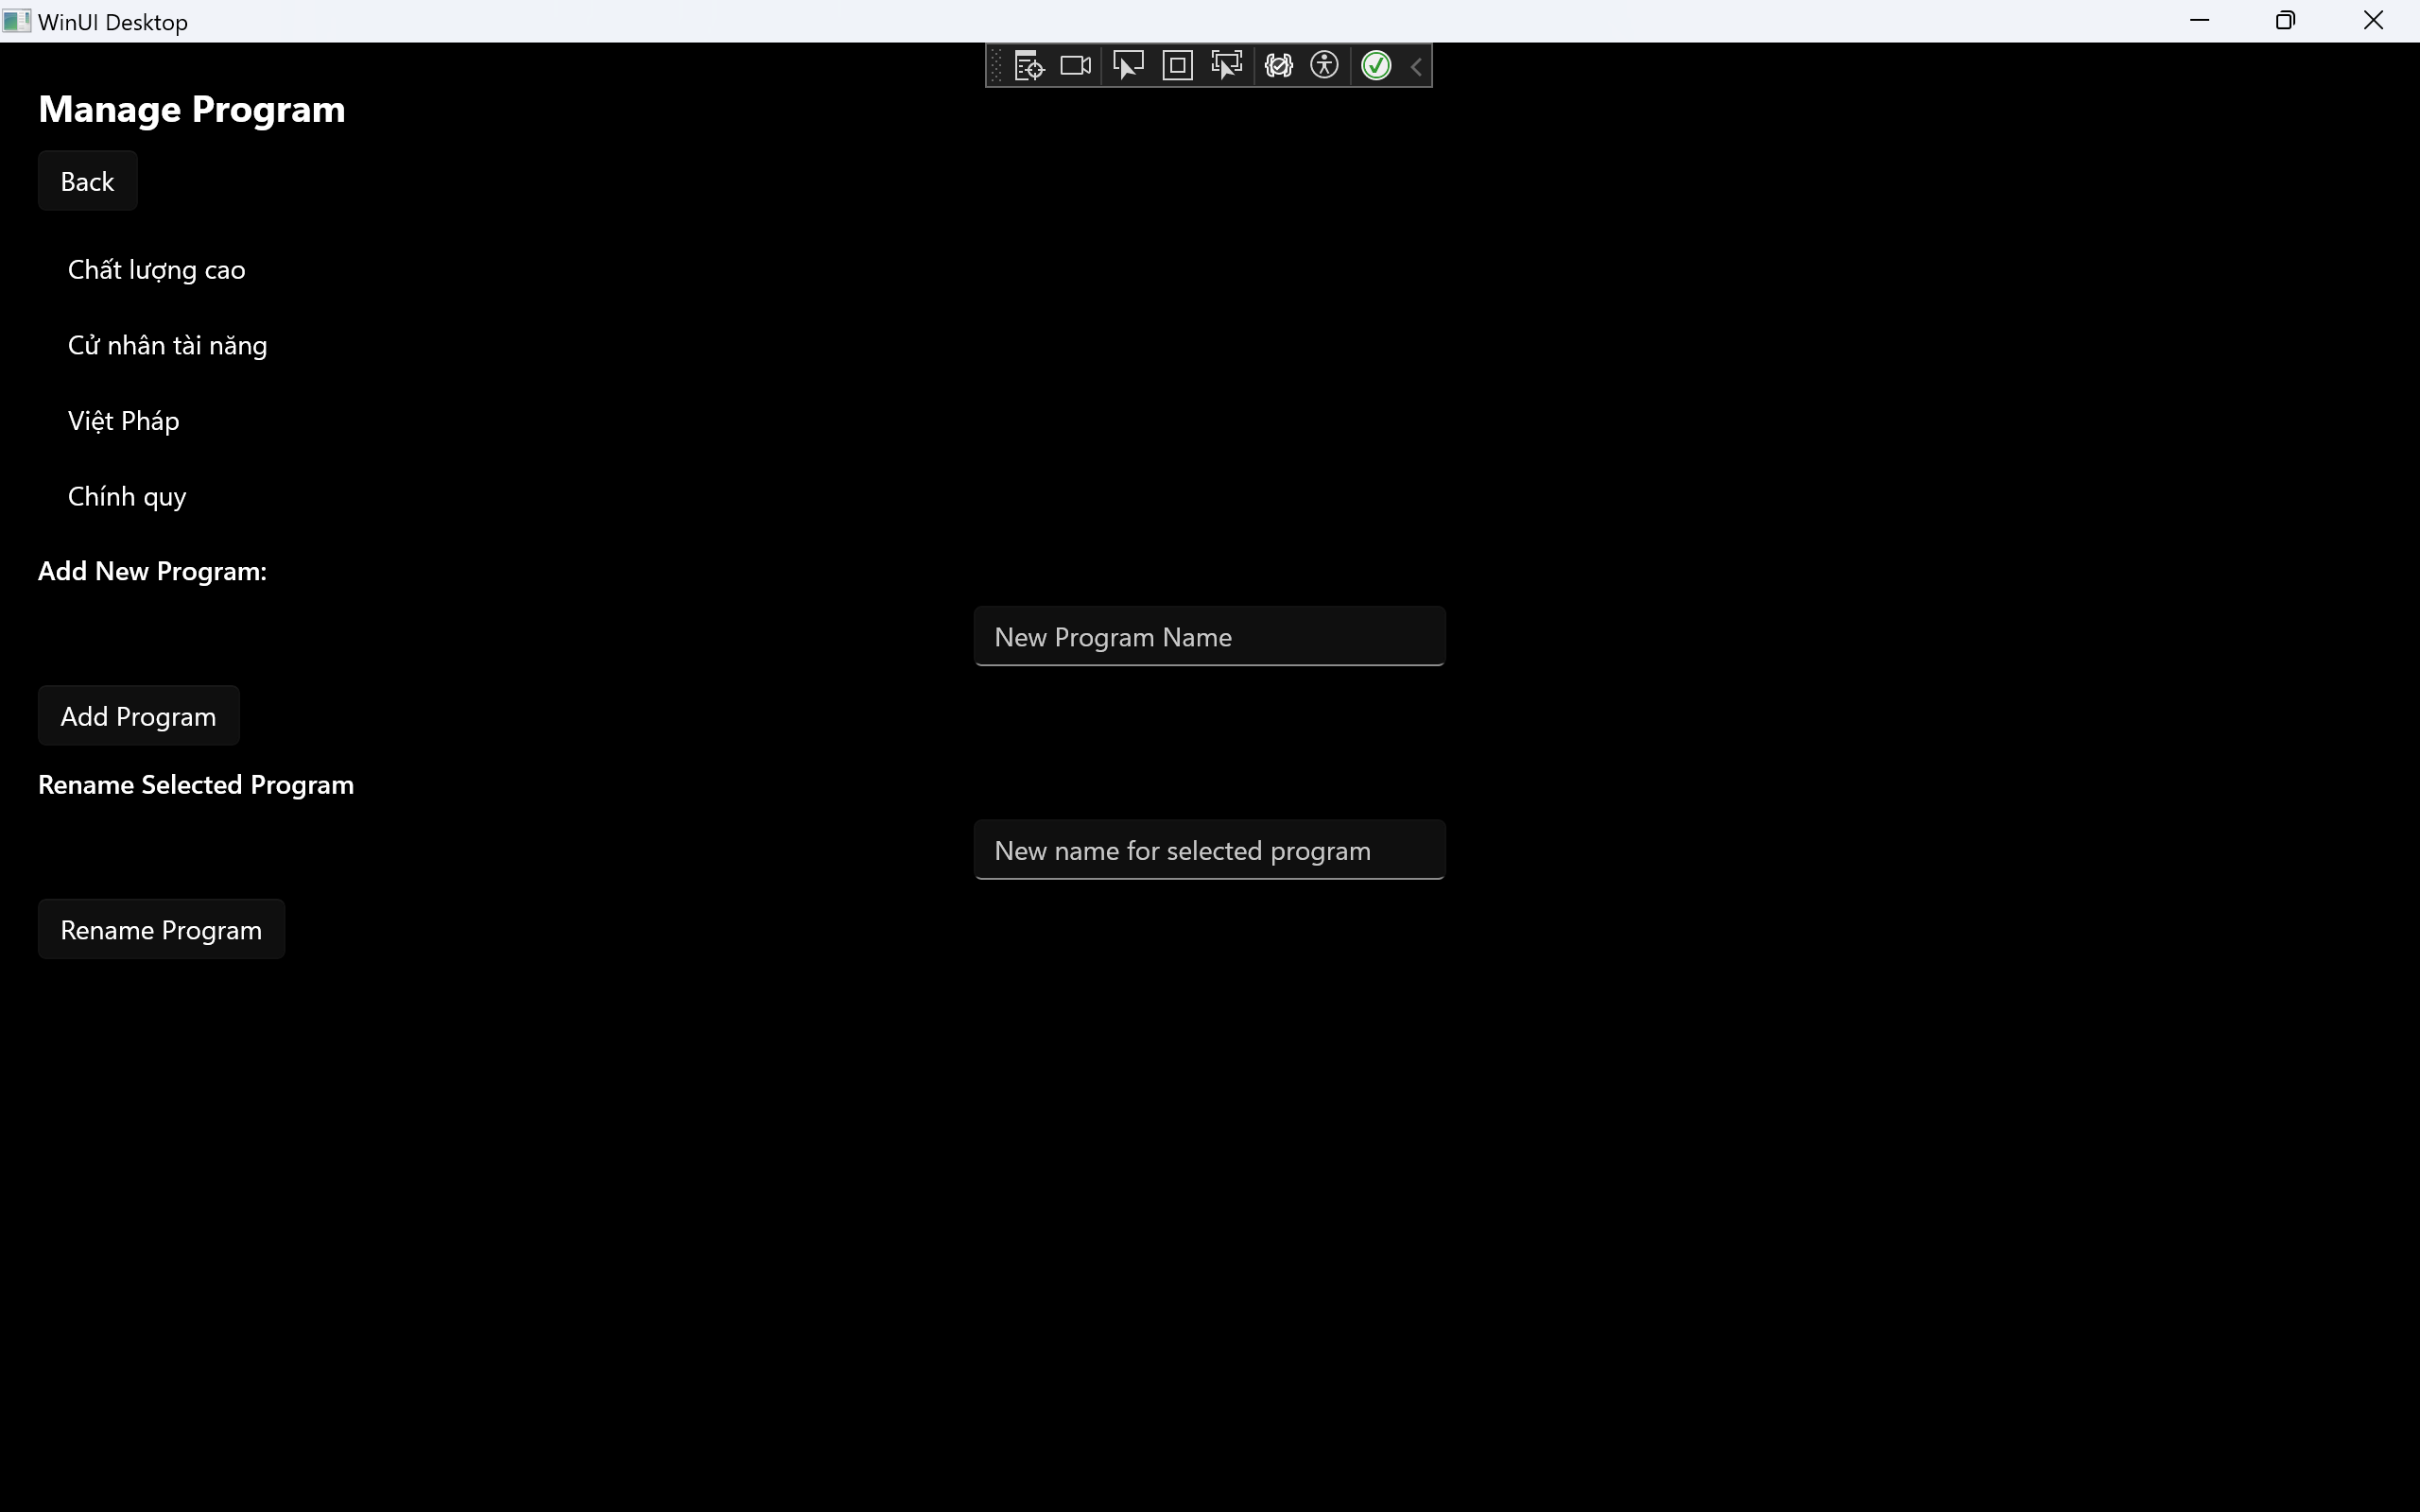 WinUI Desktop
Manage Program
Back
Chất lượng cao
Cử nhân tài năng
Việt Pháp
Chính quy
Add New Program:
New Program Name
Add Program
Rename Selected Program
New name for selected program
Rename Program